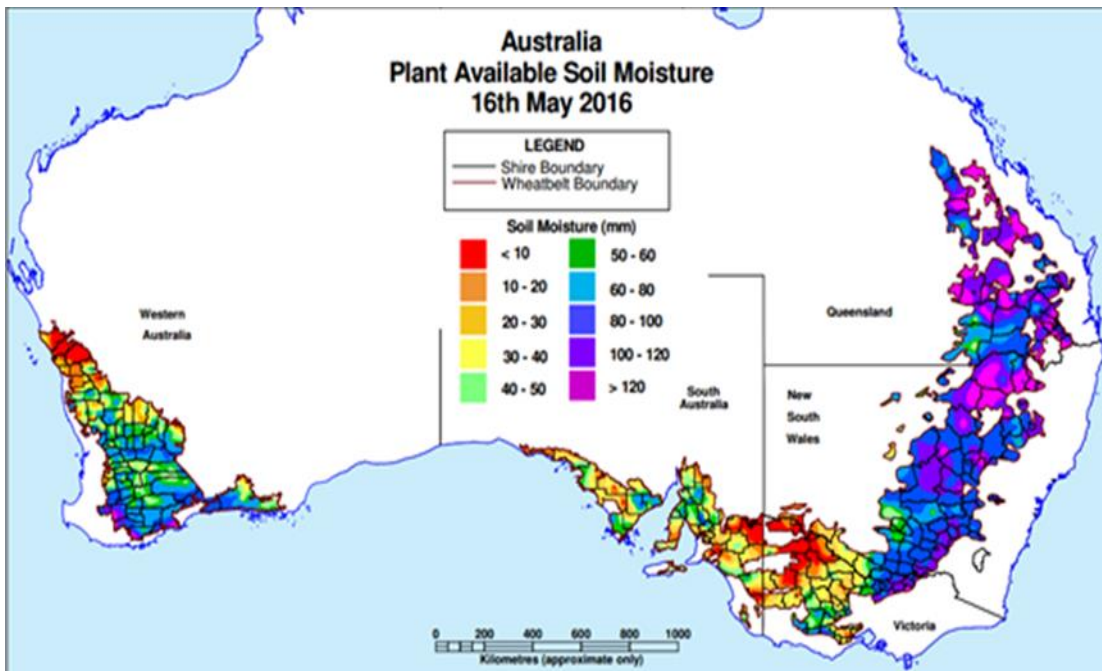 Australia
Plant Available Soil Moisture
16th May 2016
LEGEND
Shire Boundary
Wheatbelt Boundary
Soil Moisture (mm)
< 10
50 - 60
10 - 20
60 - 80
20 - 30
80 - 100
30 - 40
100 - 120
40 - 50
> 120
Western
Australia
Queensland
South
Australia
New
South
Wales
Victoria
0 200 400 600 800 1000
Kilometres (approximate only)